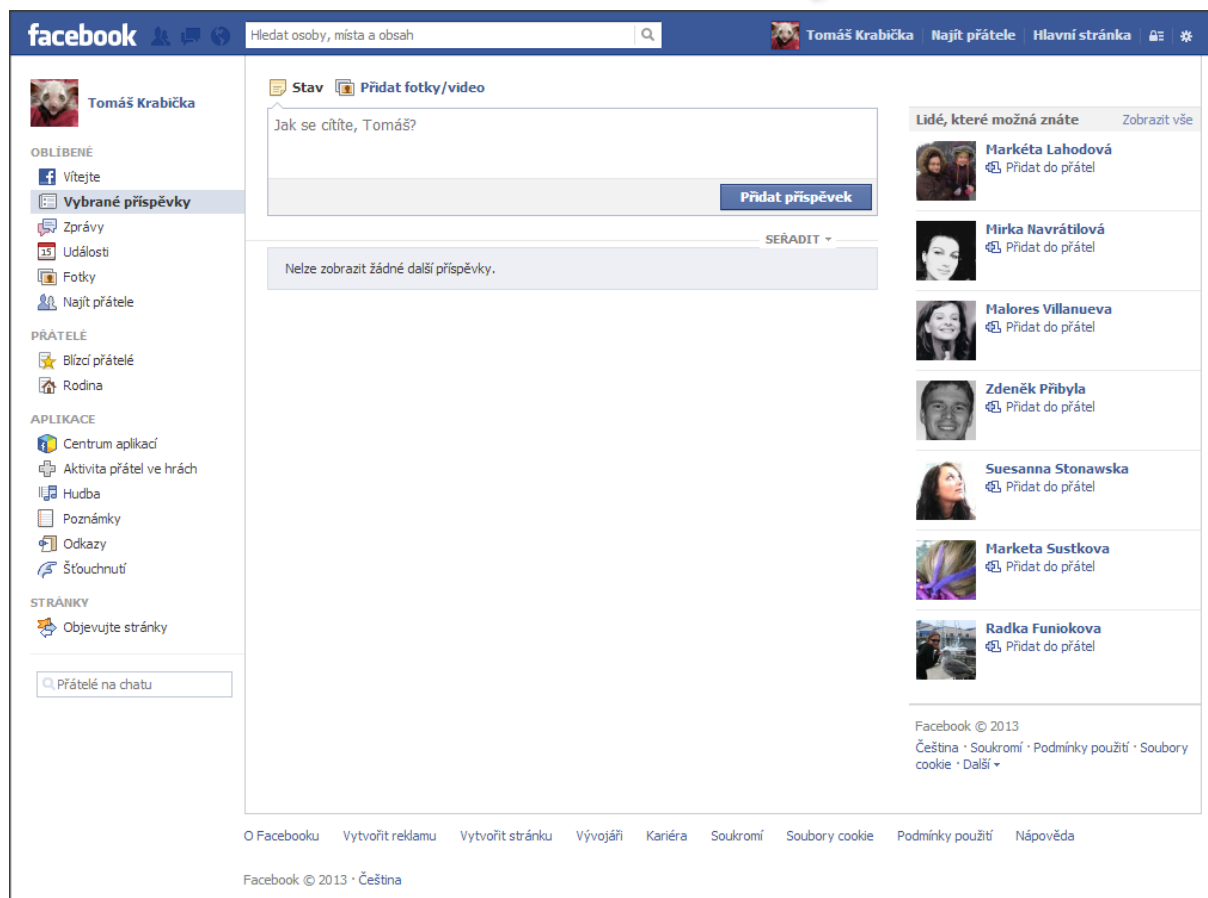 facebook
Hledat osoby, místa a obsah
Tomáš Krabička Najít přátele Hlavní stránka
Tomáš Krabička
OBLÍBENÉ
Vítejte
Vybrané příspěvky
Zprávy
15 Události
Fotky
Najít přátele
PŘÁTELÉ
Blízcí přátelé
Rodina
APLIKACE
Centrum aplikací
Aktivita přátel ve hrách
Hudba
Poznámky
Odkazy
Šťouchnutí
STRÁNKY
Objevujte stránky
Přátelé na chatu
Stav Přidat fotky/video
Jak se cítíte, Tomáš?
Přidat příspěvek
SEŘADIT
Nelze zobrazit žádné další příspěvky.
Lidé, které možná znáte Zobrazit vše
Markéta Lahodová
Přidat do přátel
Mirka Navrátilová
Přidat do přátel
Malores Villanueva
Přidat do přátel
Zdeněk Přibyla
Přidat do přátel
Suesanna Stonawska
Přidat do přátel
Marketa Sustkova
Přidat do přátel
Radka Funiokova
Přidat do přátel
Facebook © 2013
Čeština · Soukromí · Podmínky použití · Soubory
cookie · Další
O Facebooku Vytvořit reklamu Vytvořit stránku Vývojáři Kariéra Soukromí Soubory cookie Podmínky použití Nápověda
Facebook © 2013 · Čeština